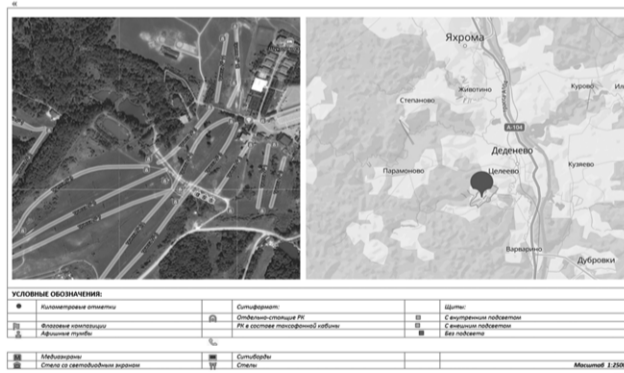 «
Яхрома
Животино
Курово
Степаново
А-104
Деденево
Парамоново
Целеево
Кузяево
Варварино
Дубровки
УСЛОВНЫЕ ОБОЗНАЧЕНИЯ:
Километровые отметки
Ситиформат:
Щиты:
Отдельно-стоящие РК
С внутренним подсветом
Флаговые композиции
РК в составе таксофонной кабины
С внешним подсветом
Афишные тумбы
Без подсвета
Медиаэкраны
Ситиборды
Стела со светодиодным экраном
Стелы
Масштаб